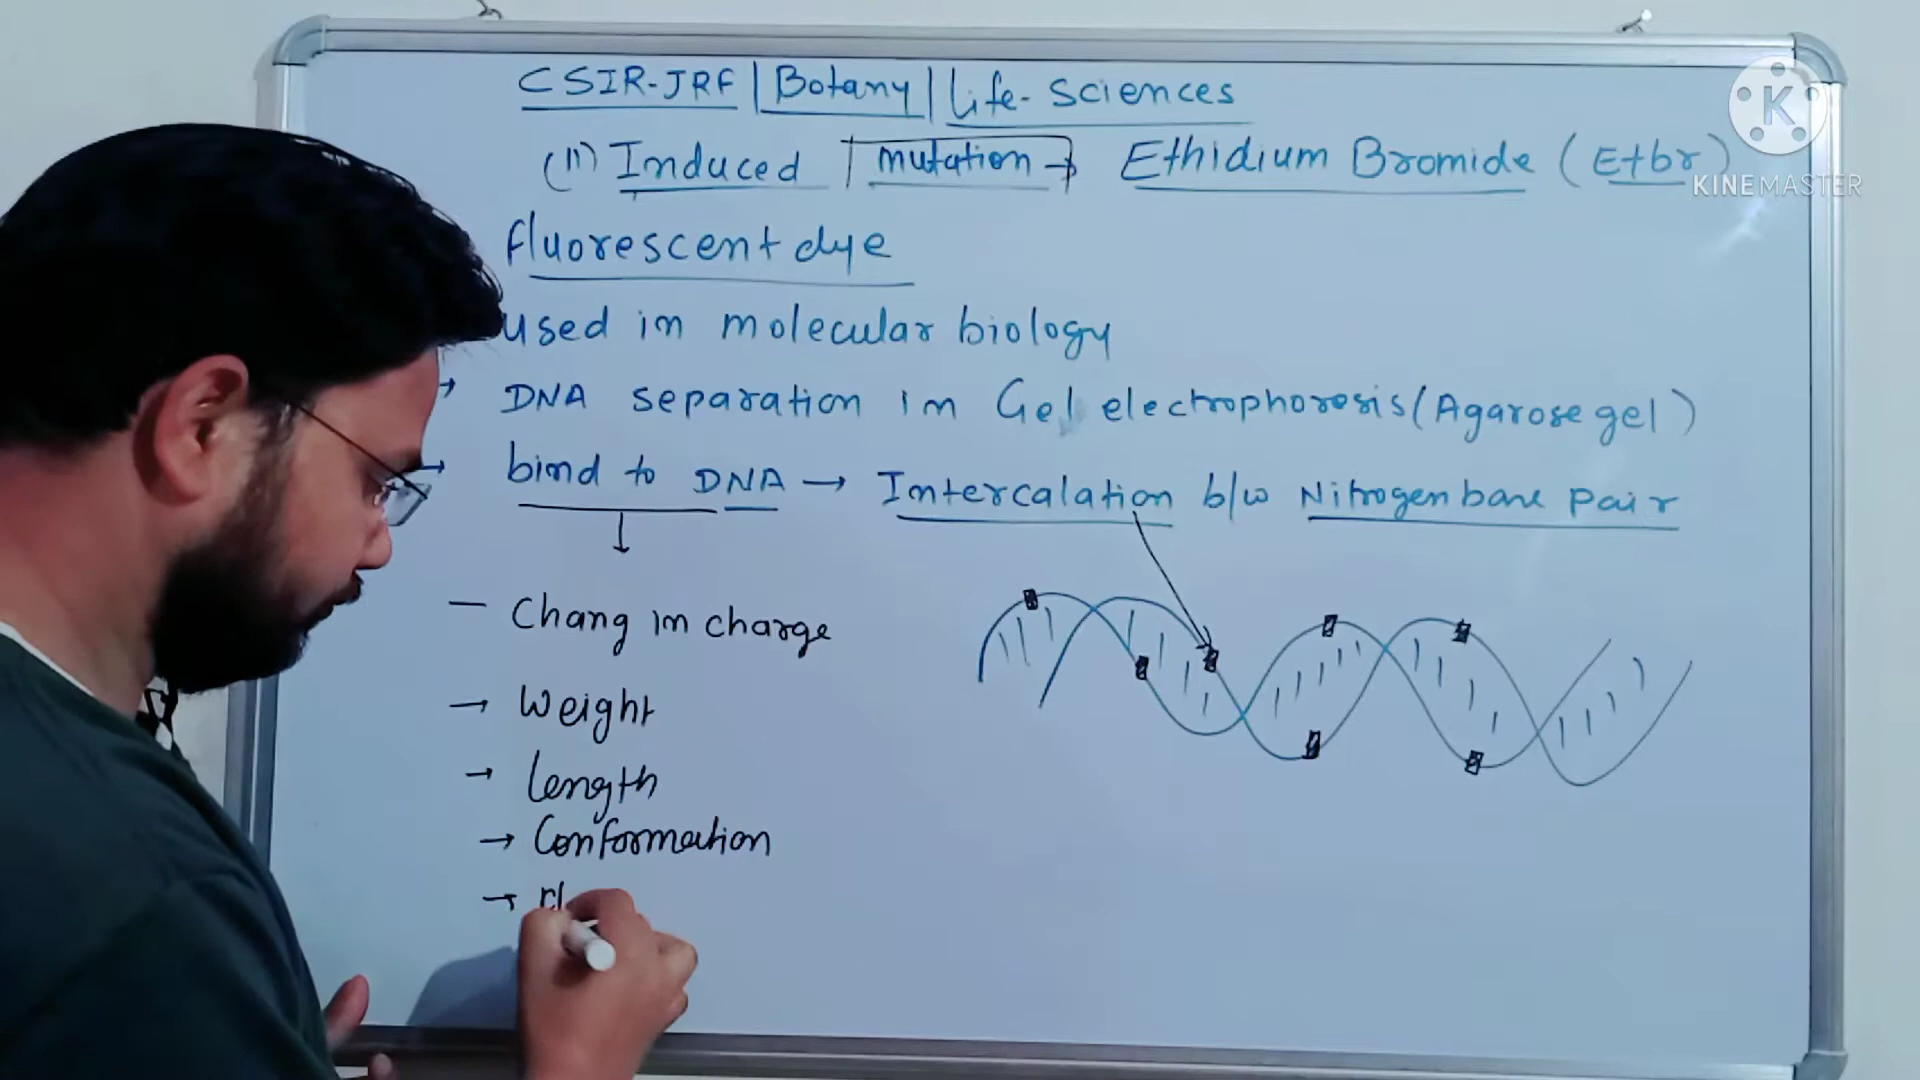 CSIR-JRF | Botany | Life-Sciences
(II) Induced mutation → Ethidium Bromide (Etbr)
K
KINEMASTER
fluorescent dye
used in molecular biology
→ DNA separation in Gel electrophoresis (Agarose gel)
→ bind to DNA → Intercalation b/w Nitrogen base pair
↓
— Chang in charge
→ Weight
→ Length
→ Conformation
→